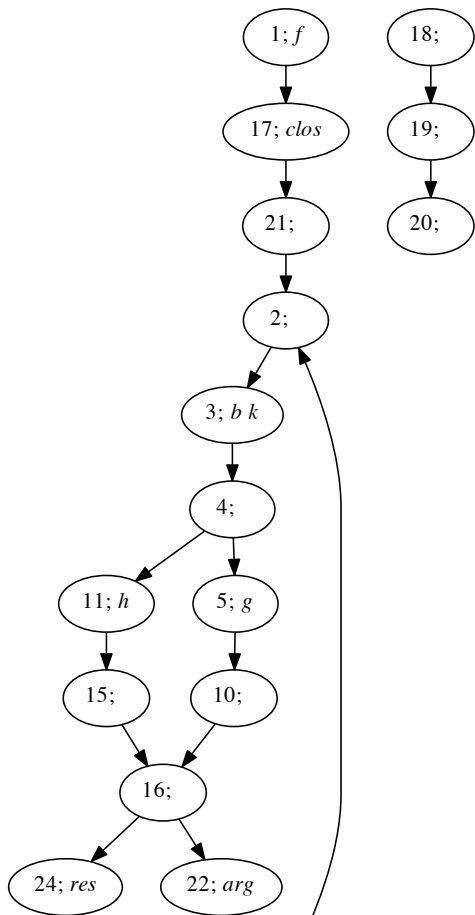 1; f
18;
17; clos
19;
21;
20;
2;
3; b k
4;
11; h
5; g
15;
10;
16;
24; res
22; arg